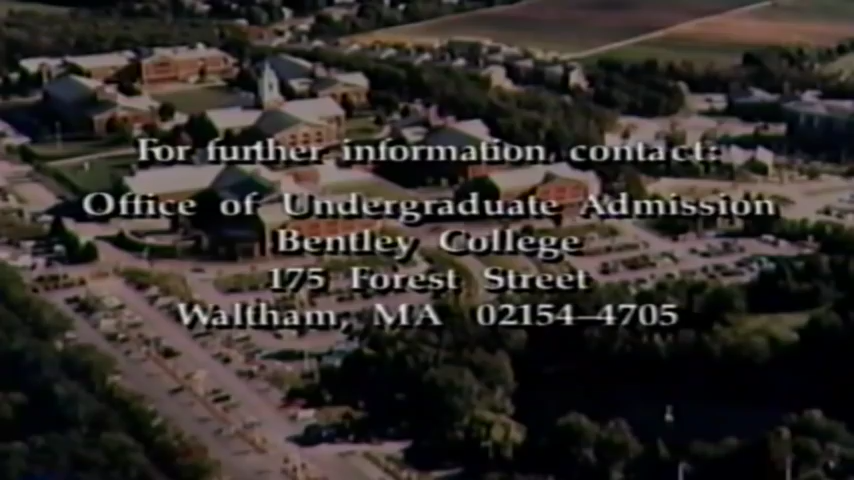 For further information, contact:
Office of Undergraduate Admission
Bentley College
175 Forest Street
Waltham, MA 02154-4705